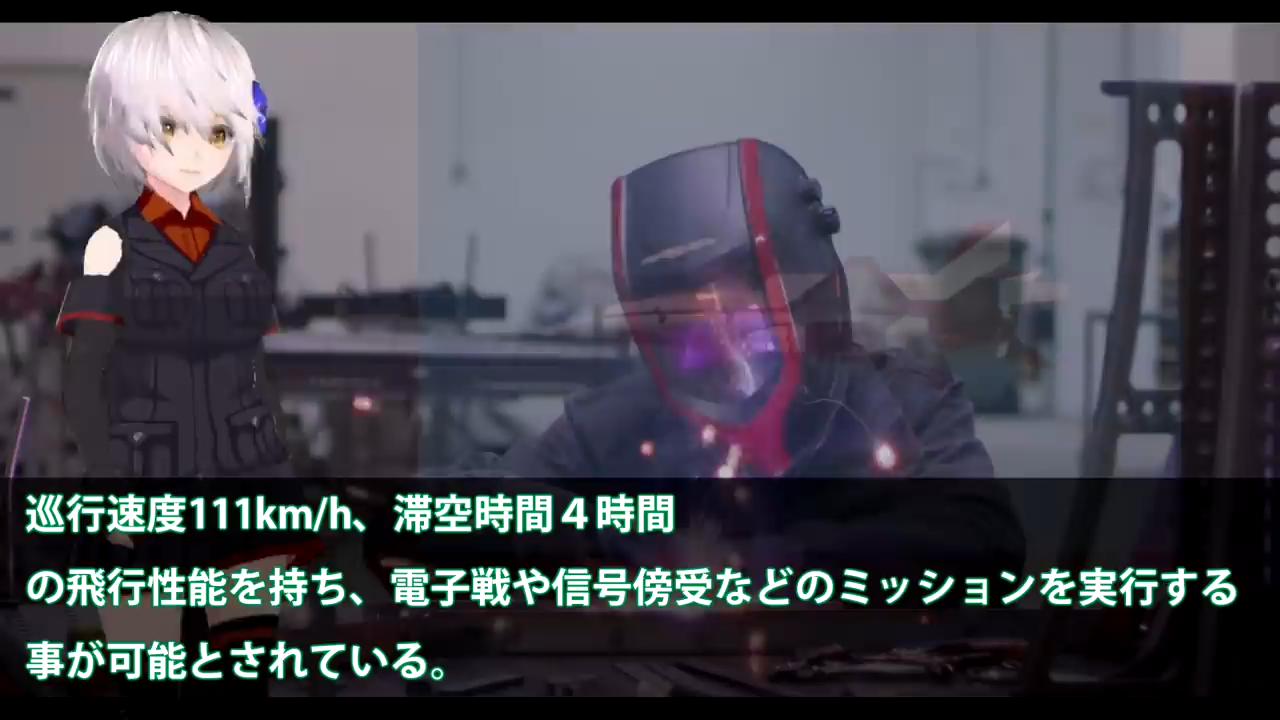 巡行速度111km/h、滞空時間４時間
の飛行性能を持ち、電子戦や信号傍受などのミッションを実行する
事が可能とされている。